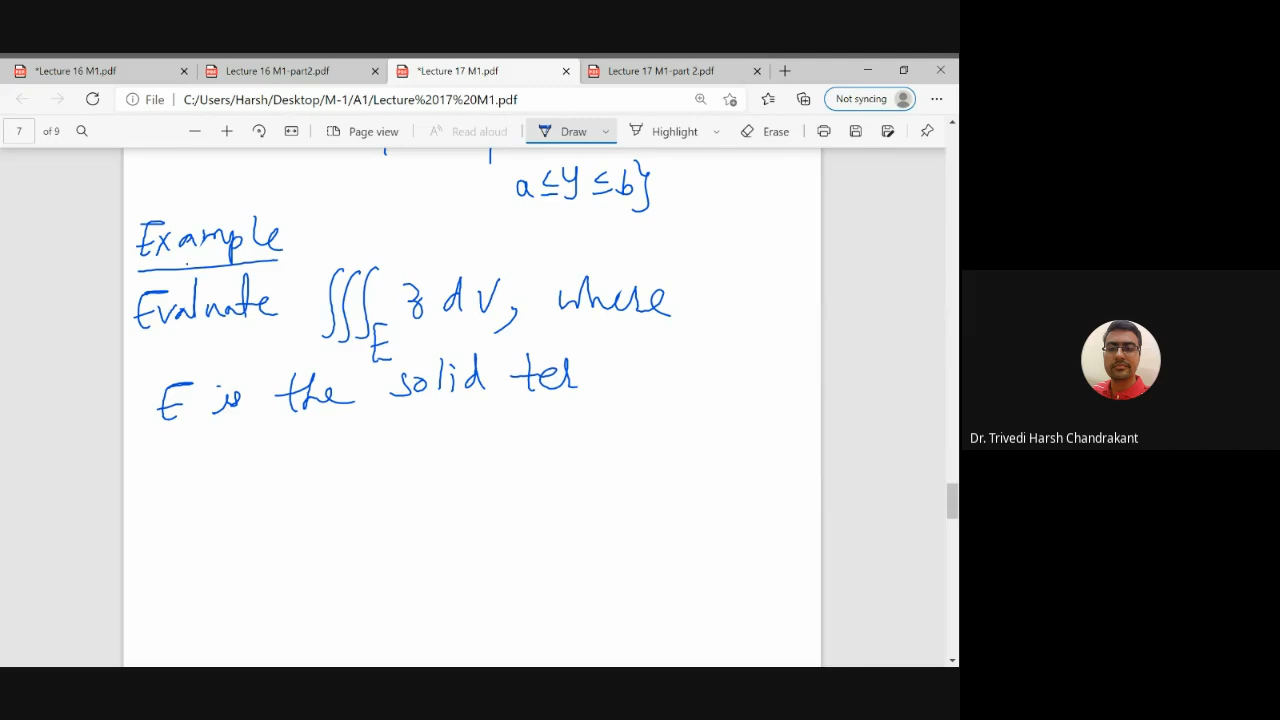 *Lecture 16 M1.pdf
Lecture 16 M1-part2.pdf
*Lecture 17 M1.pdf
Lecture 17 M1-part 2.pdf
File
C:/Users/Harsh/Desktop/M-1/A1/Lecture%2017%20M1.pdf
Not syncing
7 of 9
Page view
Read aloud
Draw
Highlight
Erase
a ≤ y ≤ b}
Example
Evaluate ∭_E z dV, where
E is the solid tet
Dr. Trivedi Harsh Chandrakant